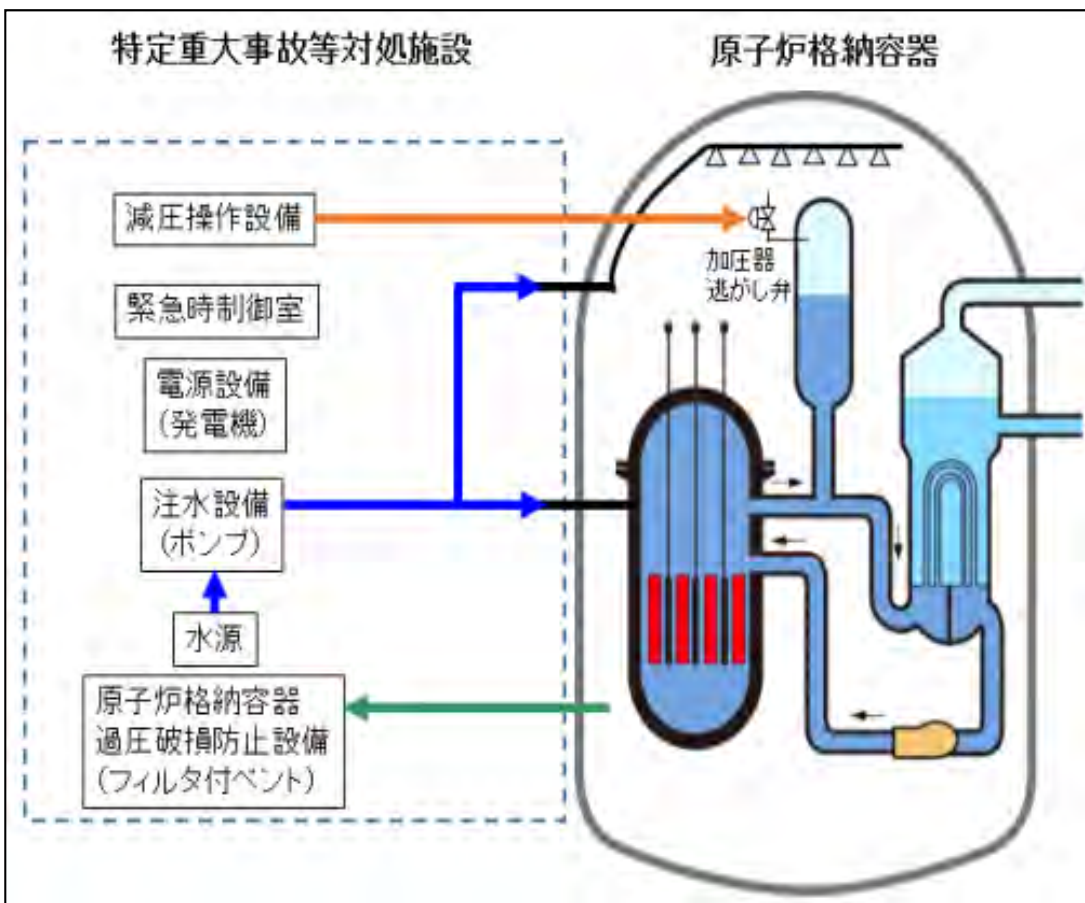 特定重大事故等対処施設
原子炉格納容器
減圧操作設備
加圧器
逃がし弁
緊急時制御室
電源設備
(発電機)
注水設備
(ポンプ)
水源
原子炉格納容器
過圧破損防止設備
(フィルタ付ベント)